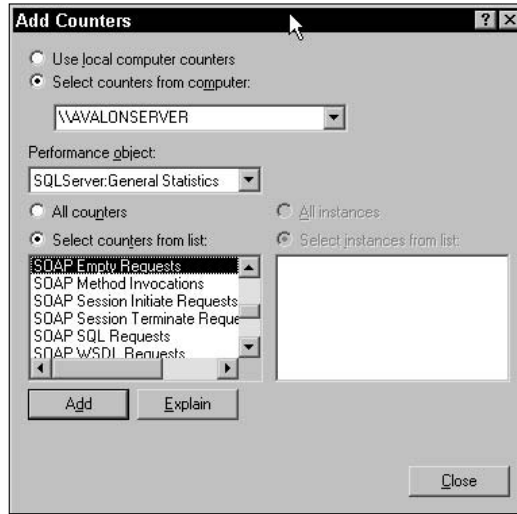 Add Counters
Use local computer counters
Select counters from computer:
\\AVALONSERVER
Performance object:
SQLServer:General Statistics
All counters
All instances
Select counters from list:
Select instances from list:
SOAP Empty Requests
SOAP Method Invocations
SOAP Session Initiate Requests
SOAP Session Terminate Reque
SOAP SQL Requests
SOAP WSDL Requests
Add
Explain
Close